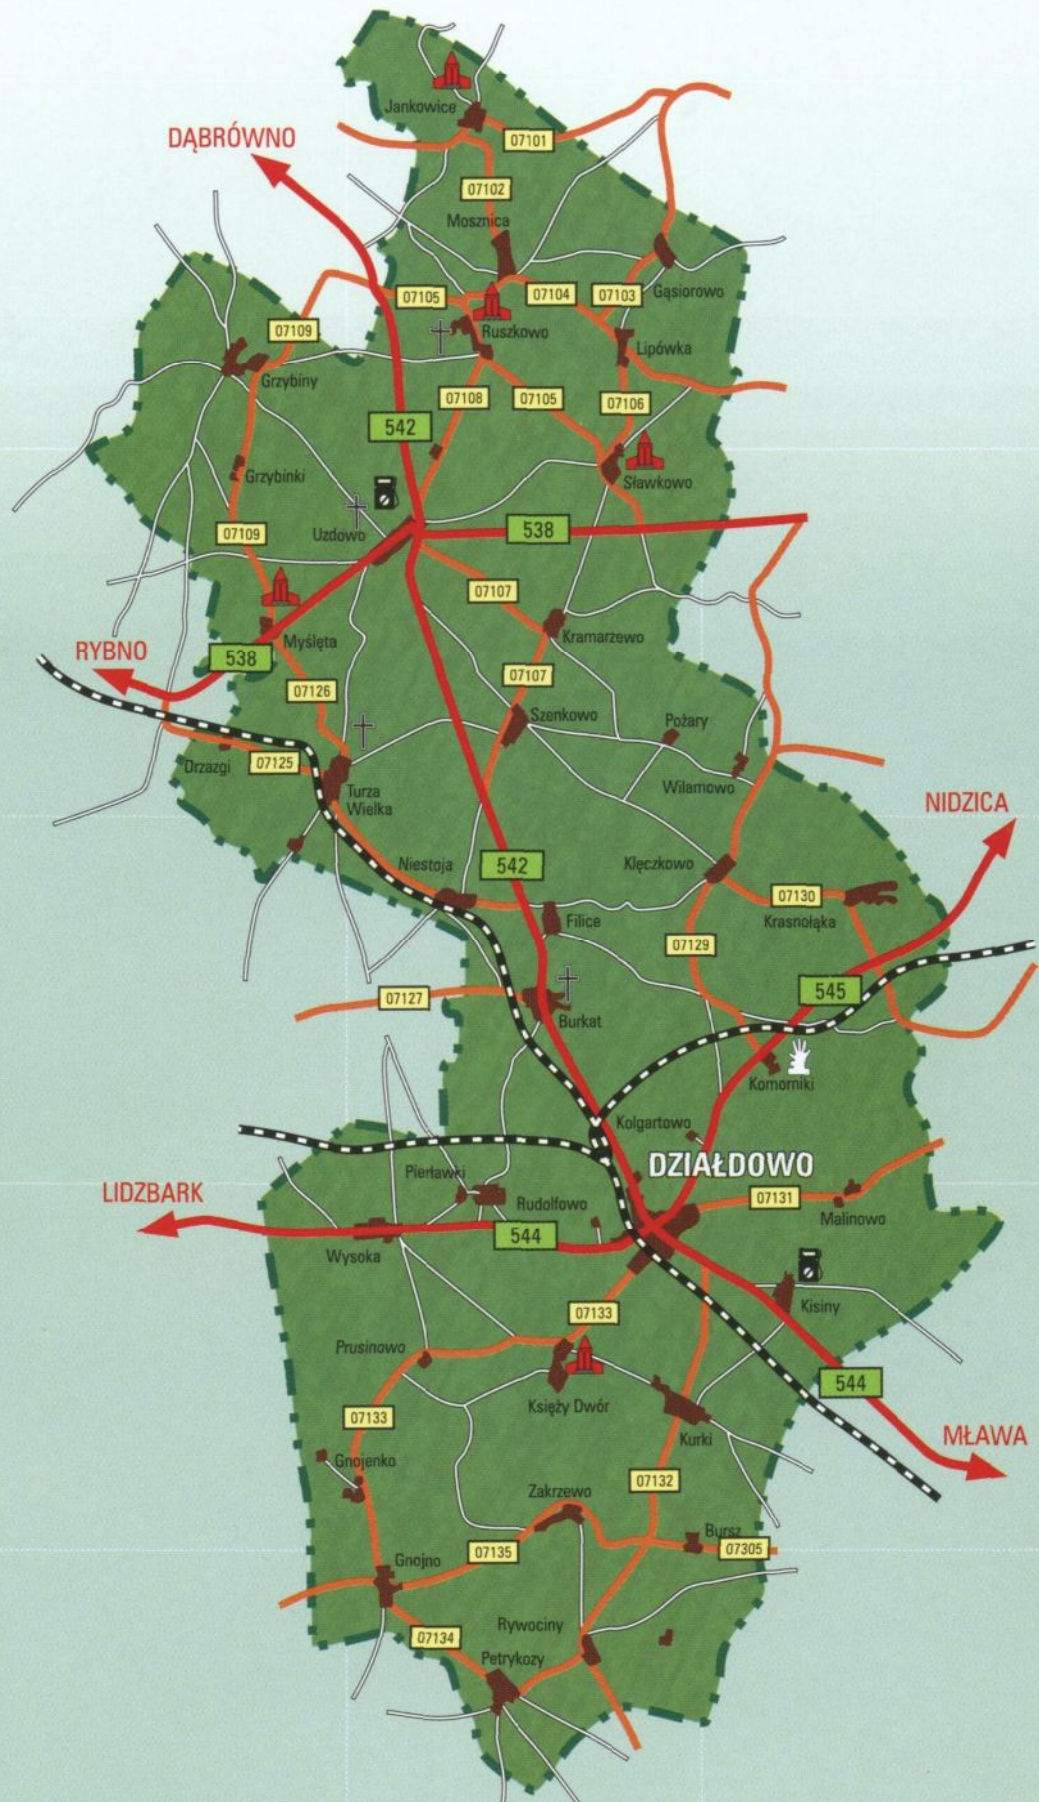 Jankowice
07101
DĄBRÓWNO
07102
Mosznica
Gąsiorowo
07105
07104
07103
07109
Ruszkowo
Lipówka
Grzybiny
07108
07105
07106
542
Grzybinki
Sławkowo
Uzdowo
538
07109
07107
Kramarzewo
Myślęta
RYBNO
538
07107
07126
Szenkowo
Pożary
Drzazgi
07125
Turza
Wielka
Wilamowo
NIDZICA
Niestoja
542
Klęczkowo
07130
Krasnołąka
Filice
07129
545
07127
Burkat
Komorniki
Kolgartowo
DZIAŁDOWO
Pierławki
LIDZBARK
Rudolfowo
07131
Malinowo
544
Wysoka
Kisiny
07133
Prusinowo
544
Księży Dwór
07133
Kurki
MŁAWA
Gnojenko
07132
Zakrzewo
Bursz
07305
07135
Gnojno
Rywociny
07134
Petrykozy